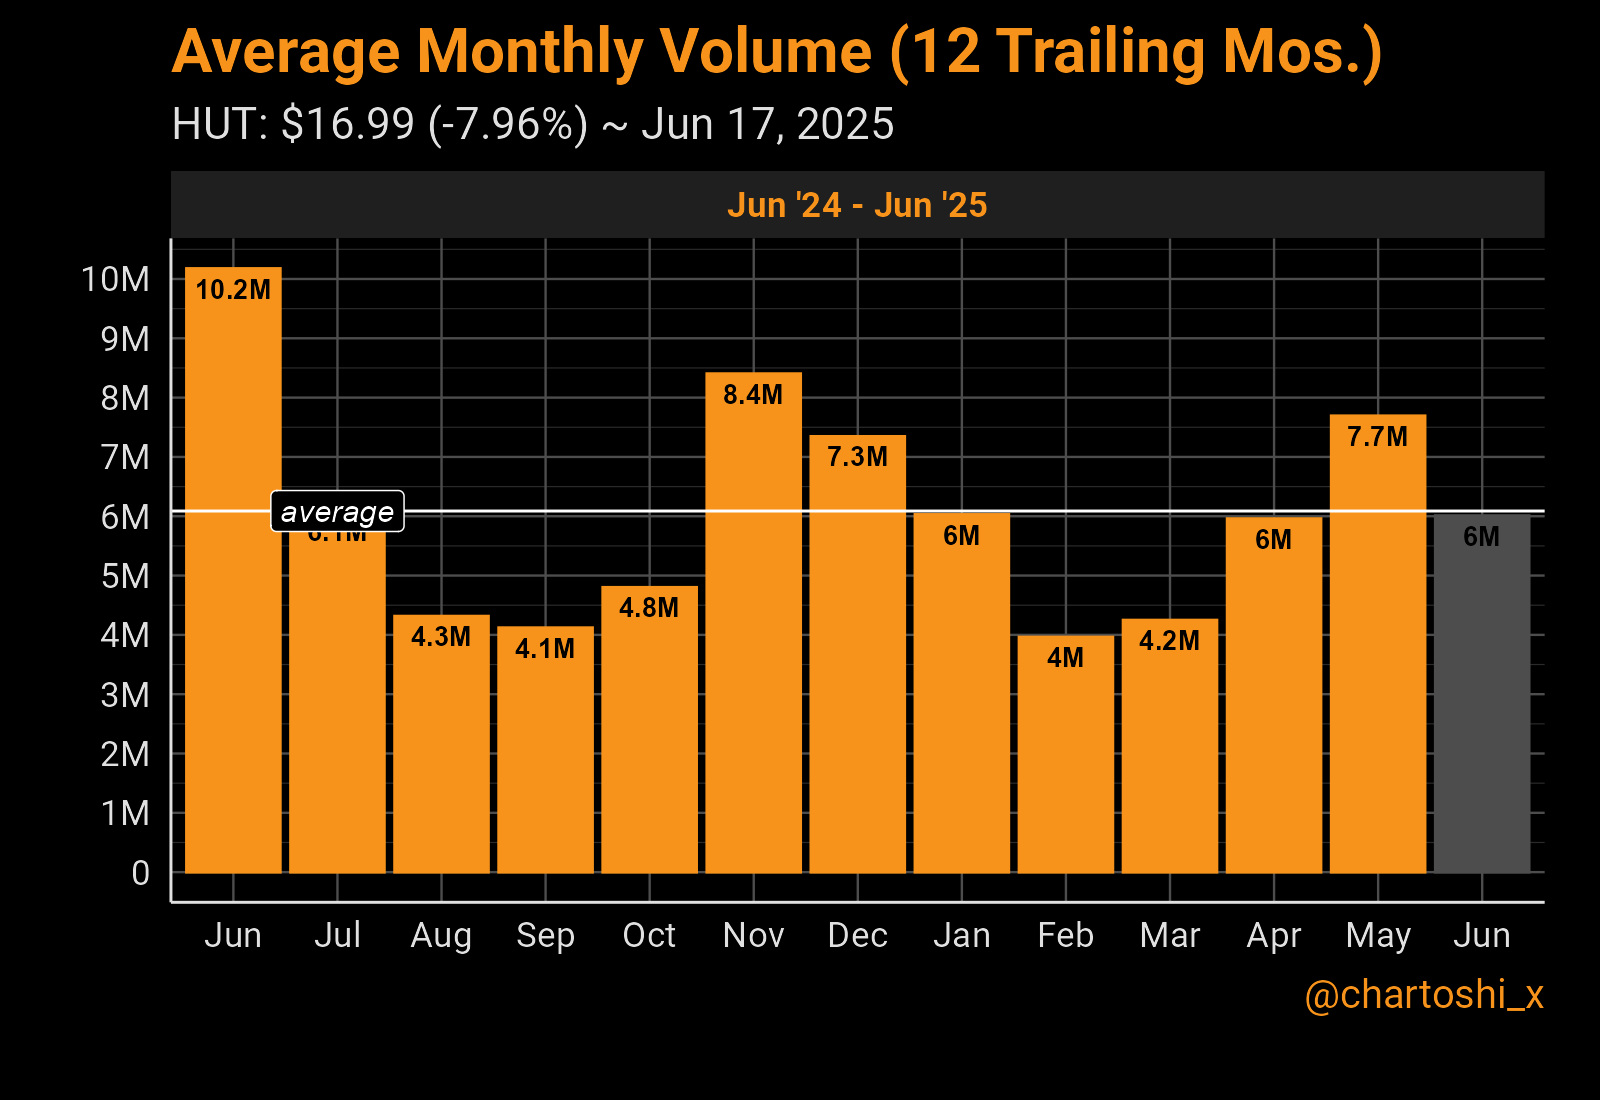 Average Monthly Volume (12 Trailing Mos.)
HUT: $16.99 (-7.96%) ~ Jun 17, 2025
Jun '24 - Jun '25
10M
9M
8M
7M
6M
5M
4M
3M
2M
1M
0
10.2M
average
4.3M
4.1M
4.8M
8.4M
7.3M
6M
4M
4.2M
6M
7.7M
6M
Jun Jul Aug Sep Oct Nov Dec Jan Feb Mar Apr May Jun
@chartoshi_x